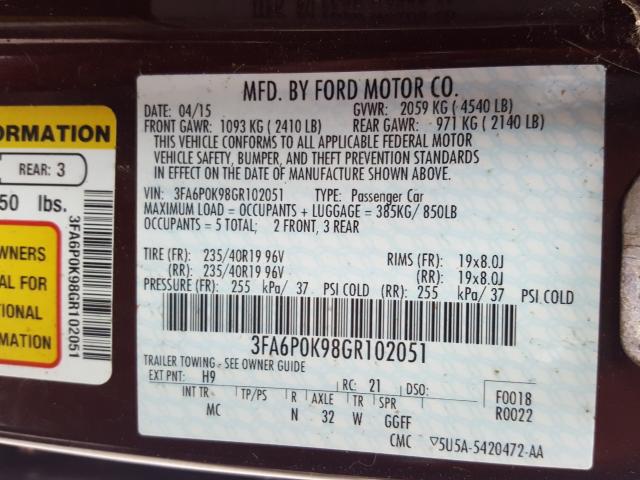 MFD. BY FORD MOTOR CO.
DATE: 04/15 GVWR: 2059 KG ( 4540 LB)
FRONT GAWR: 1093 KG ( 2410 LB) REAR GAWR: 971 KG ( 2140 LB)
THIS VEHICLE CONFORMS TO ALL APPLICABLE FEDERAL MOTOR
VEHICLE SAFETY, BUMPER, AND THEFT PREVENTION STANDARDS
IN EFFECT ON THE DATE OF MANUFACTURE SHOWN ABOVE.
VIN: 3FA6P0K98GR102051 TYPE: Passenger Car
MAXIMUM LOAD = OCCUPANTS + LUGGAGE = 385KG/ 850LB
OCCUPANTS = 5 TOTAL; 2 FRONT, 3 REAR
TIRE (FR): 235/40R19 96V RIMS (FR): 19x8.0J
(RR): 235/40R19 96V (RR): 19x8.0J
PRESSURE (FR): 255 kPa/ 37 PSI COLD (RR): 255 kPa/ 37 PSI COLD
3FA6P0K98GR102051
TRAILER TOWING - SEE OWNER GUIDE
EXT PNT: H9 RC: 21 DSO: F0018
R0022
INT TR TP/PS R AXLE TR SPR
MC N 32 W GGFF
CMC ▽5U5A-5420472-AA
ORMATION
REAR: 3
50 lbs.
WNERS
AL FOR
TIONAL
MATION
3FA6P0K98GR102051